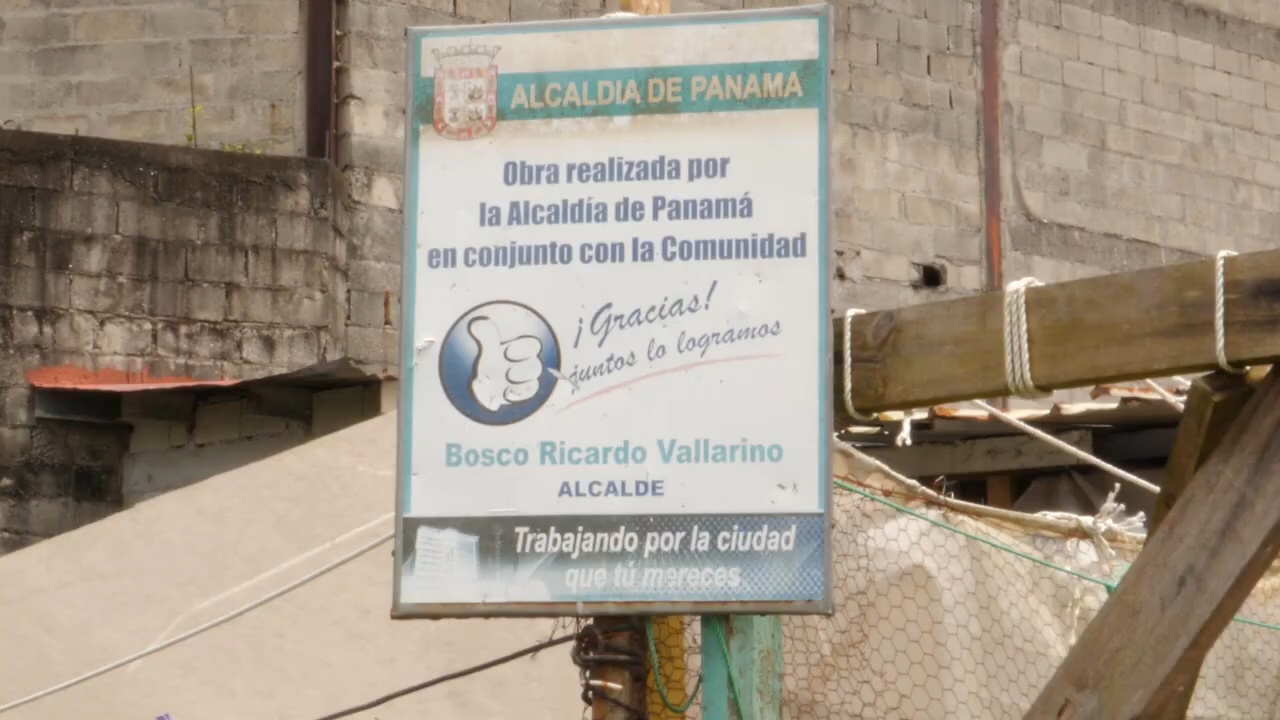 ALCALDIA DE PANAMA
Obra realizada por
la Alcaldía de Panamá
en conjunto con la Comunidad
¡Gracias!
juntos lo logramos
Bosco Ricardo Vallarino
ALCALDE
Trabajando por la ciudad
que tú mereces